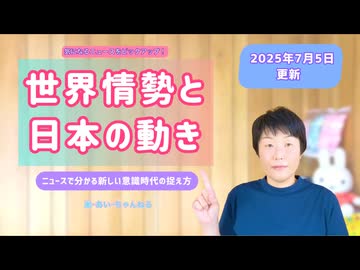 気になるニュースをピックアップ!
世界情勢と
日本の動き
ニュースで分かる新しい意識時代の捉え方
2025年7月5日
更新